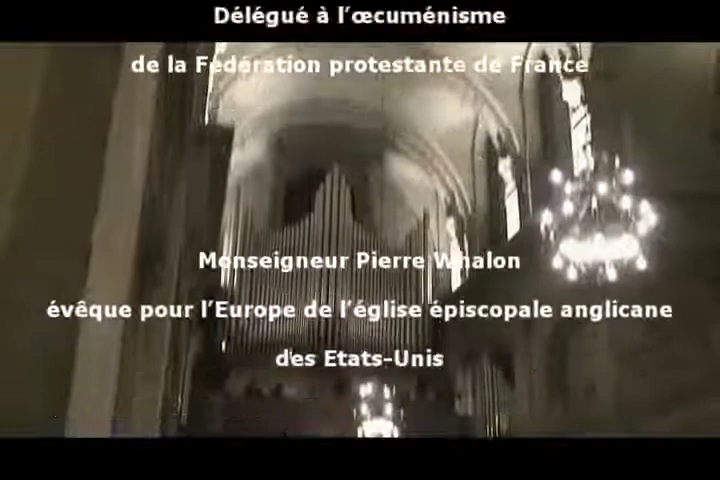 Délégué à l’œcuménisme
de la Fédération protestante de France
Monseigneur Pierre Whalon
évêque pour l’Europe de l’église épiscopale anglicane
des Etats-Unis